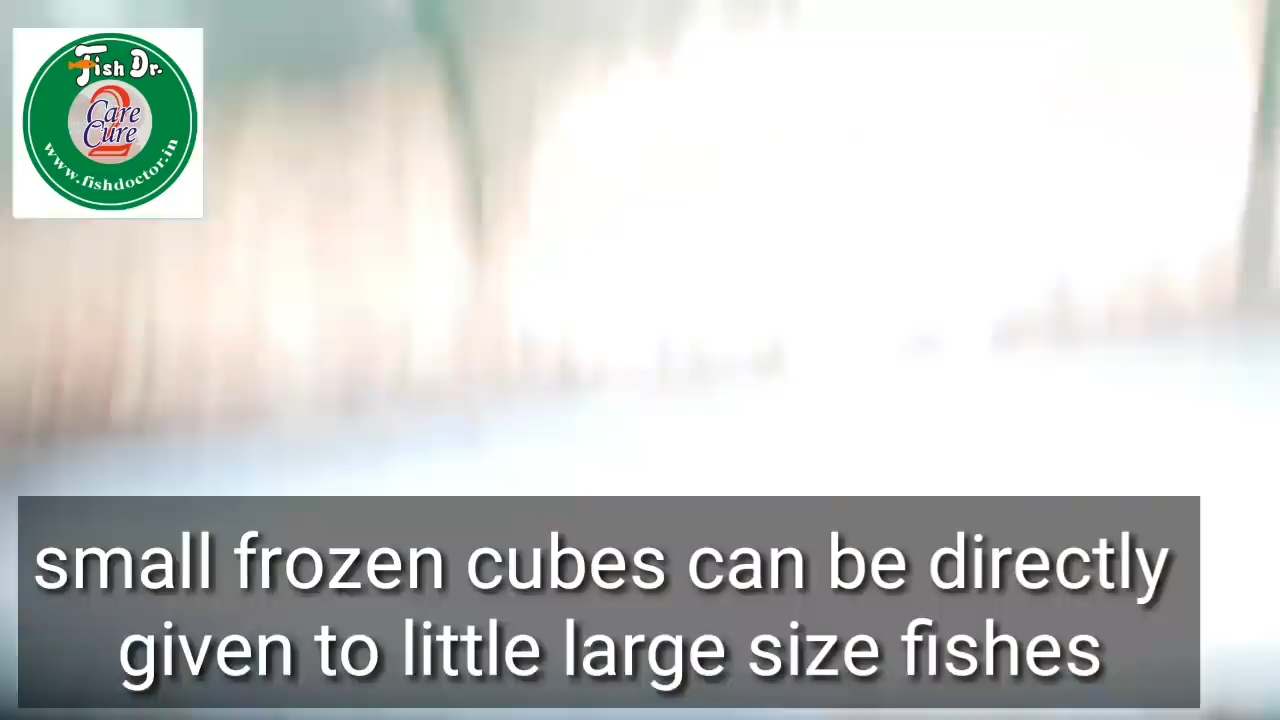 Fish Dr.
2
Care
Cure
www.fishdoctor.in
small frozen cubes can be directly
given to little large size fishes